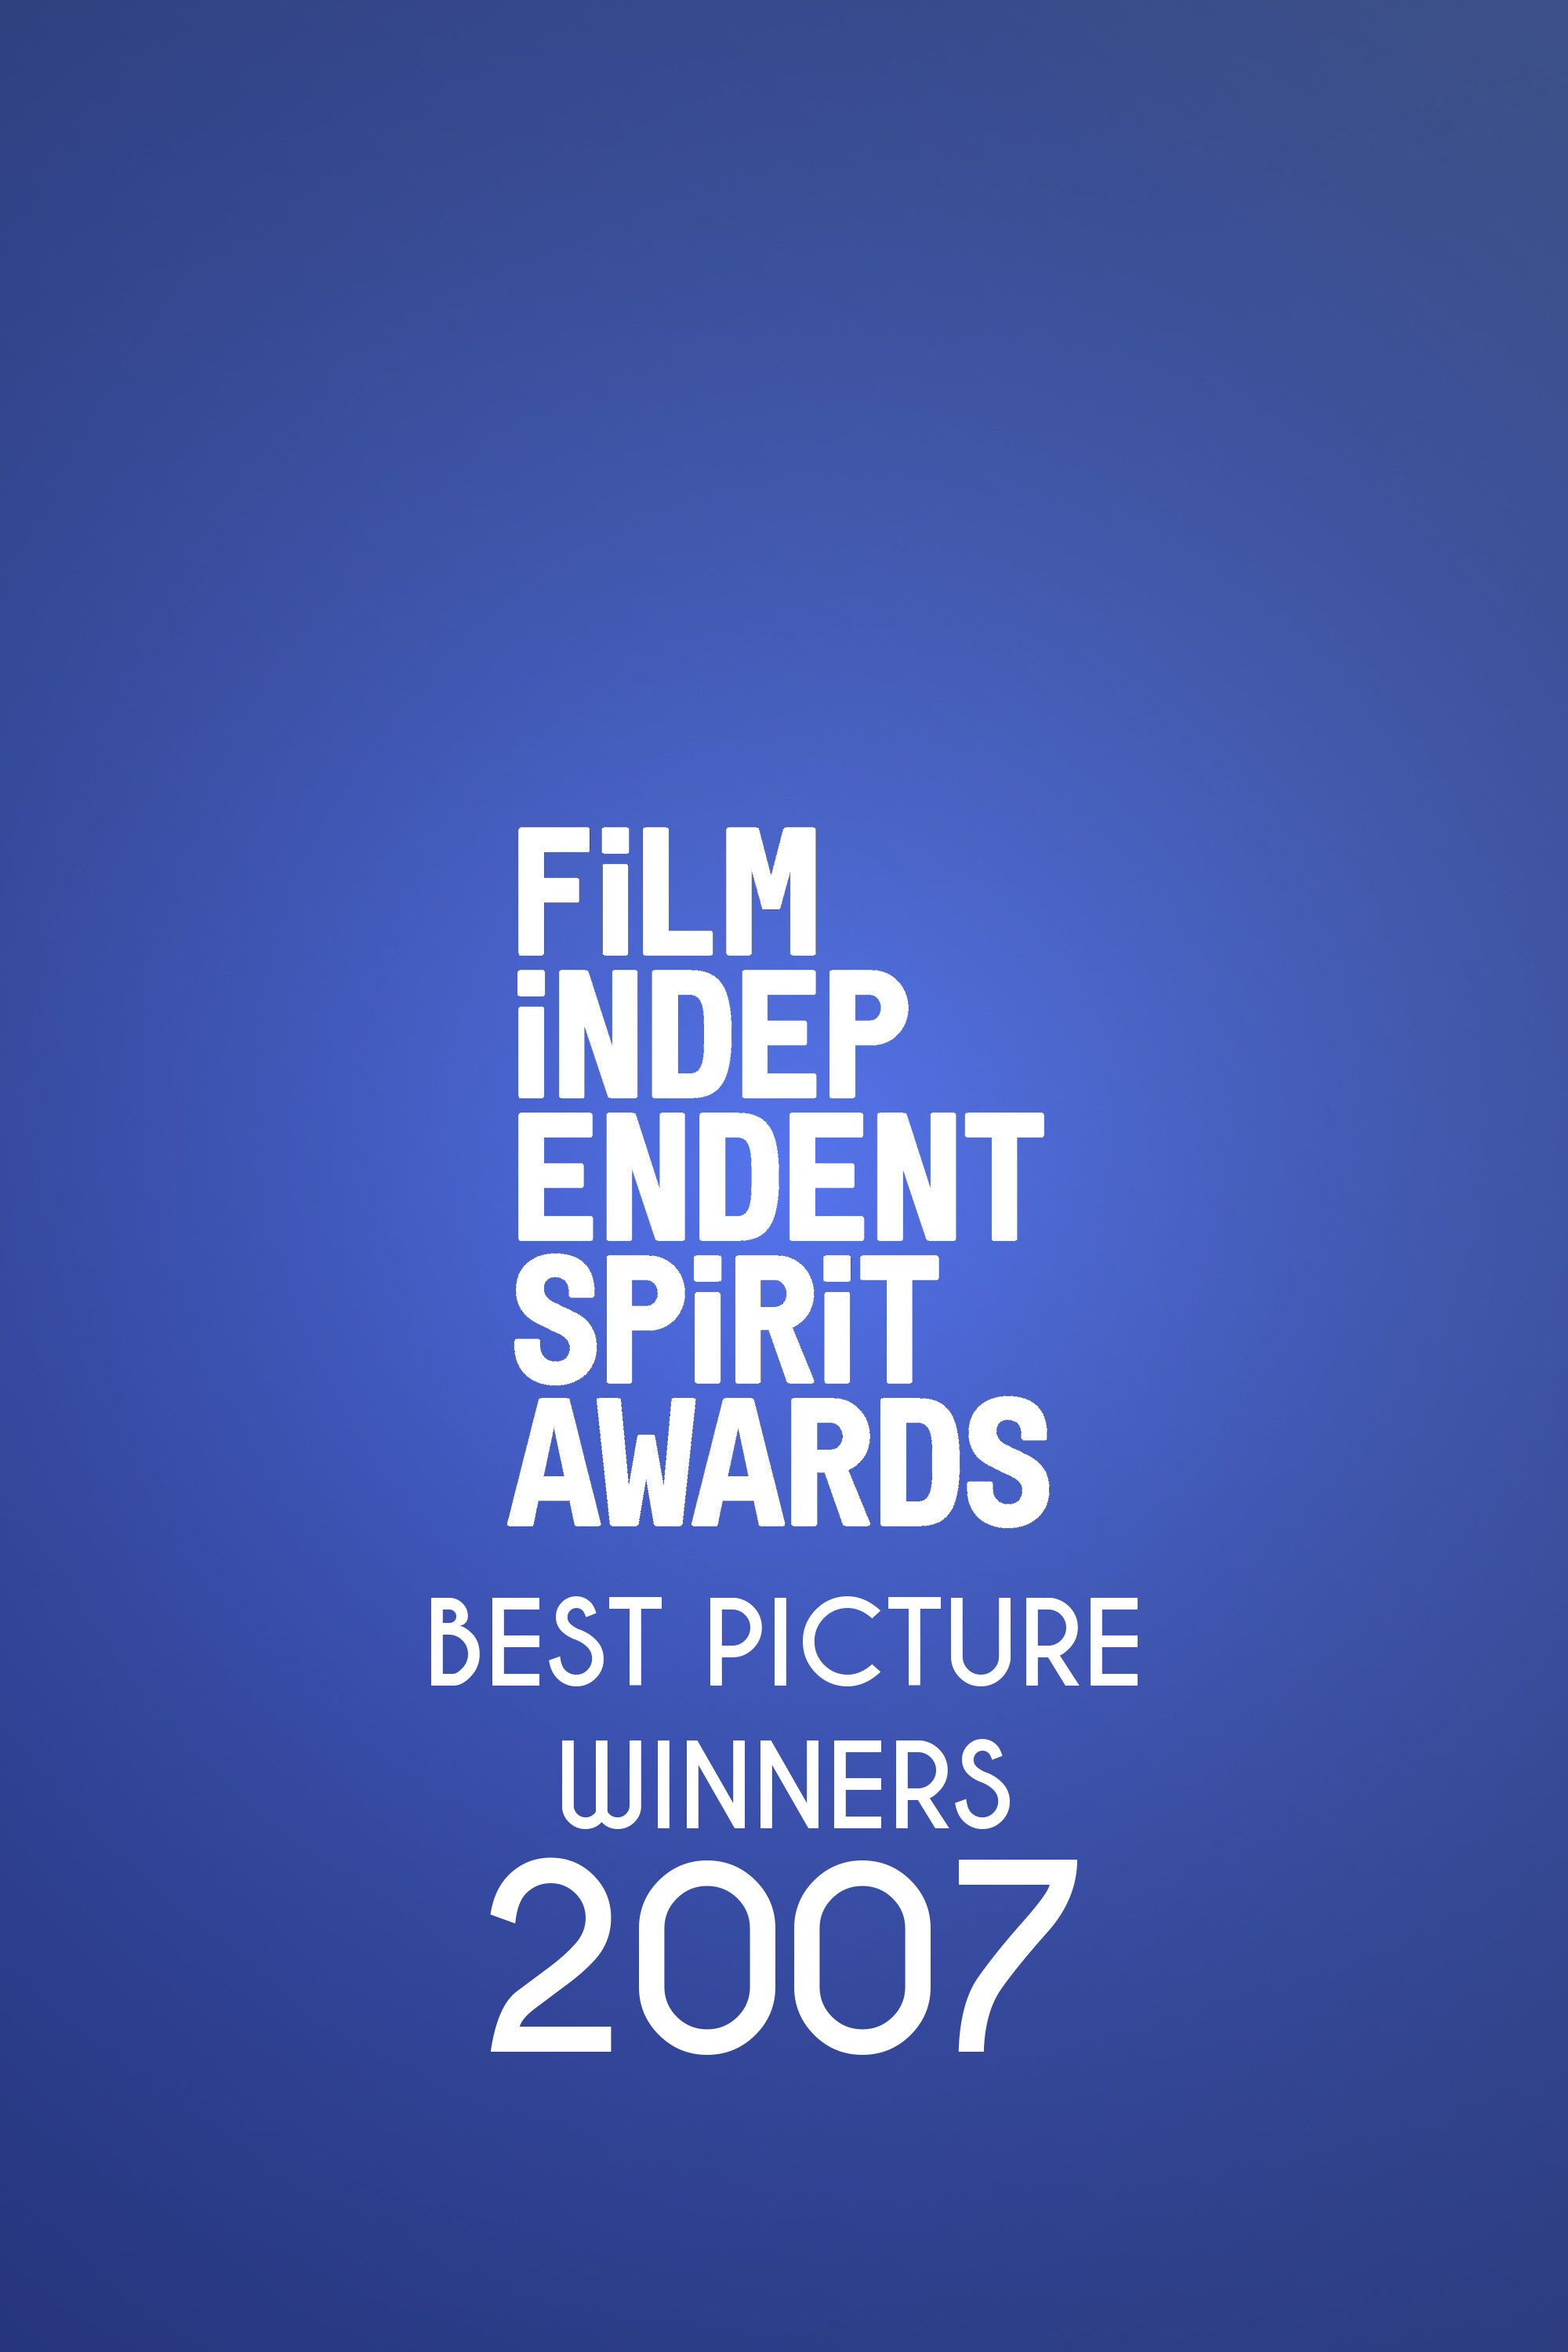 FiLM
iNDEP
ENDENT
SPiRiT
AWARDS
BEST PICTURE
WINNERS
2007